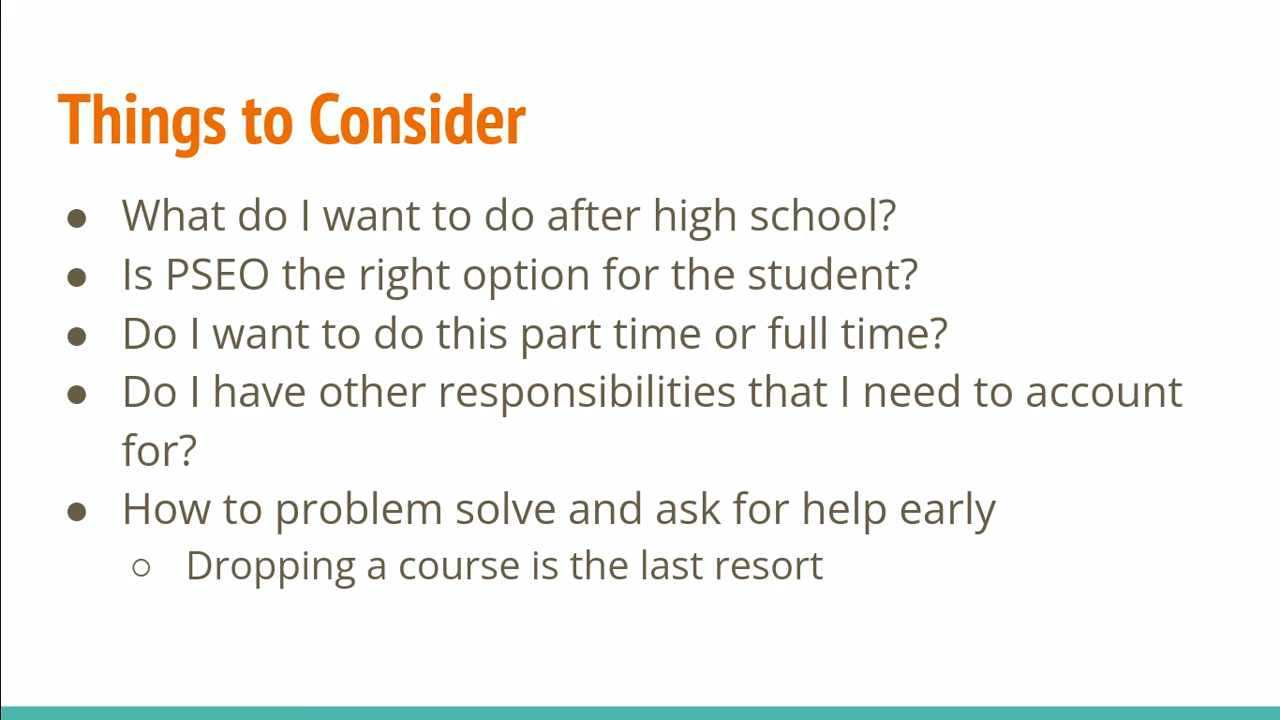 Things to Consider
● What do I want to do after high school?
● Is PSEO the right option for the student?
● Do I want to do this part time or full time?
● Do I have other responsibilities that I need to account
for?
● How to problem solve and ask for help early
○ Dropping a course is the last resort